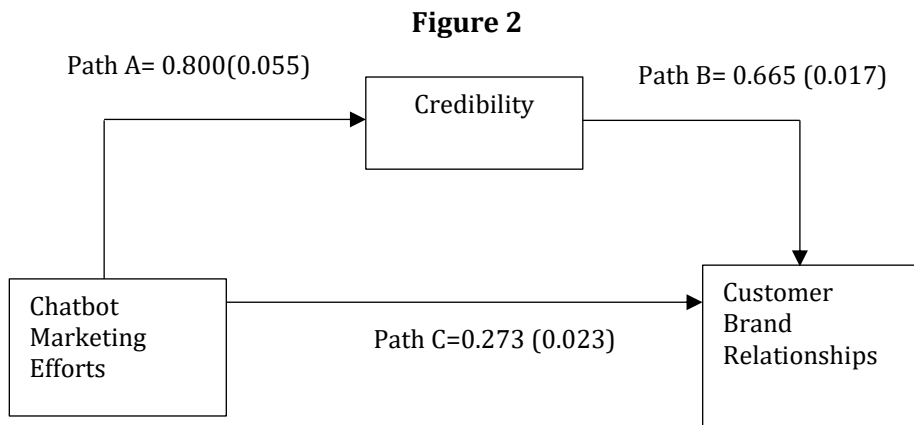 Figure 2
Path A= 0.800(0.055)
Path B= 0.665 (0.017)
Credibility
Chatbot
Marketing
Efforts
Path C=0.273 (0.023)
Customer
Brand
Relationships